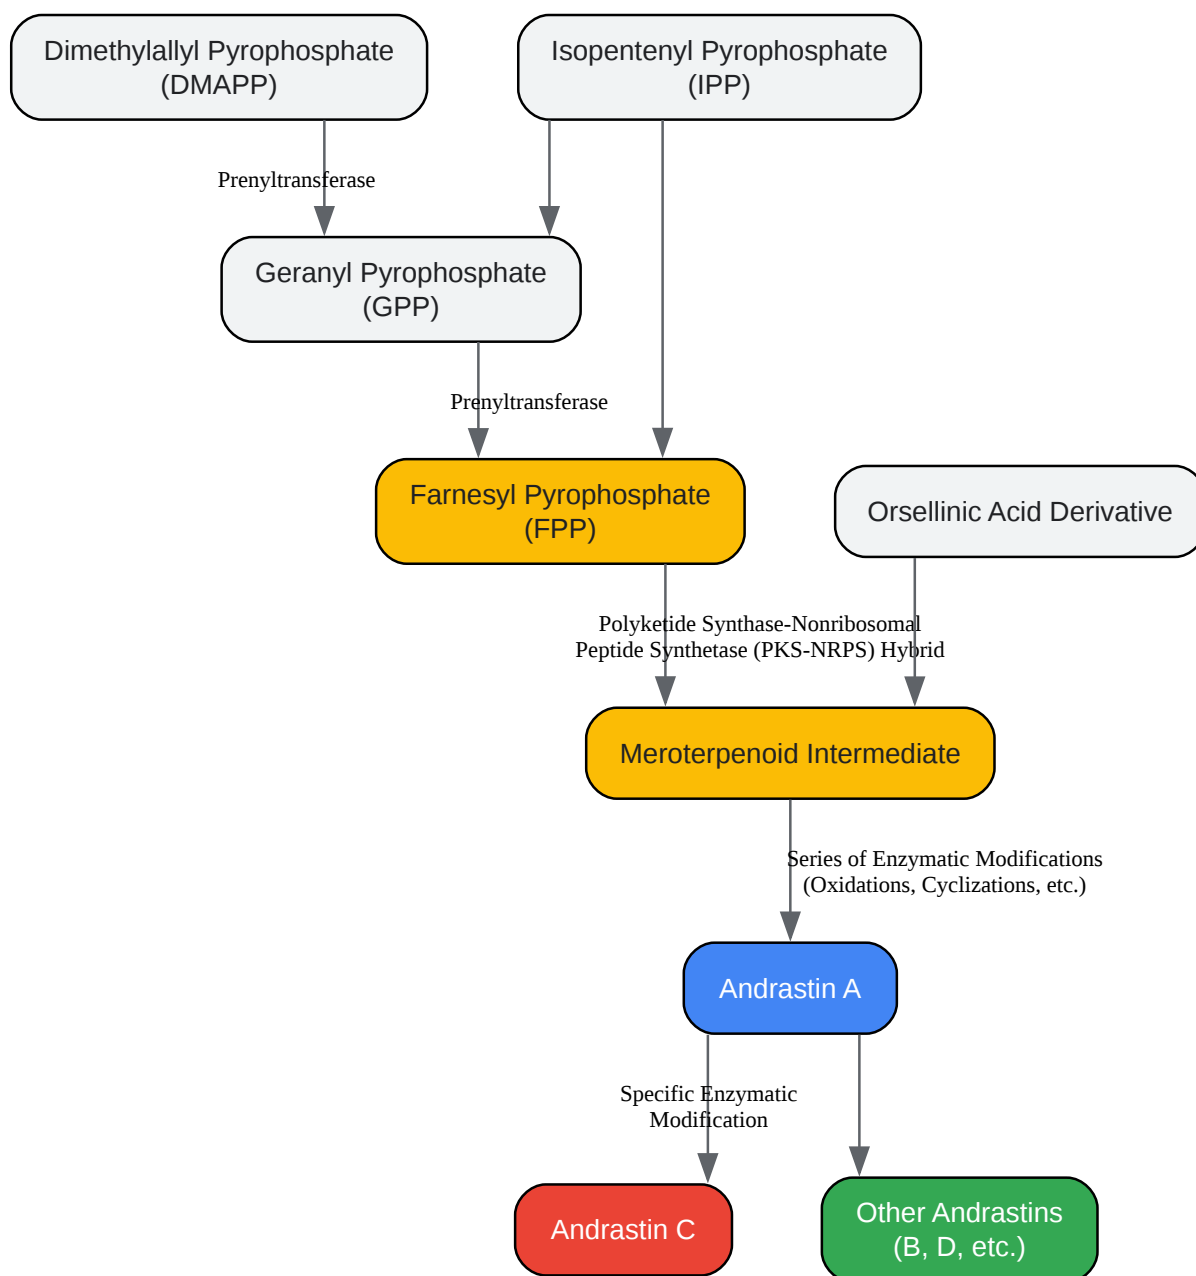 Dimethylallyl Pyrophosphate
(DMAPP)
Isopentenyl Pyrophosphate
(IPP)
Prenyltransferase
Geranyl Pyrophosphate
(GPP)
Prenyltransferase
Farnesyl Pyrophosphate
(FPP)
Orsellinic Acid Derivative
Polyketide Synthase-Nonribosomal
Peptide Synthetase (PKS-NRPS) Hybrid
Meroterpenoid Intermediate
Series of Enzymatic Modifications
(Oxidations, Cyclizations, etc.)
Andrastin A
Specific Enzymatic
Modification
Andrastin C
Other Andrastins
(B, D, etc.)